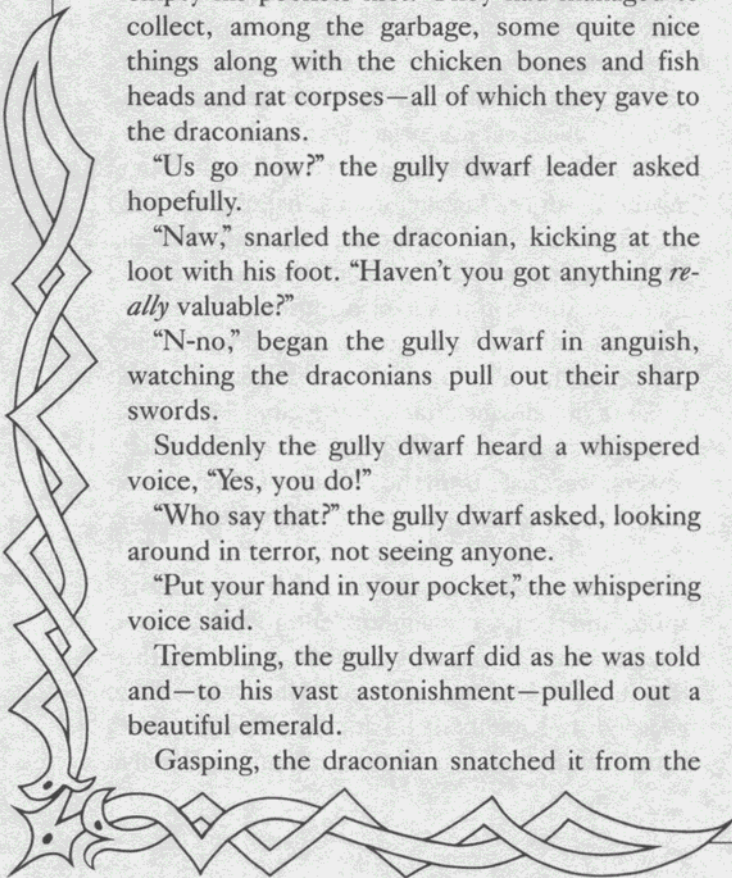 collect, among the garbage, some quite nice
things along with the chicken bones and fish
heads and rat corpses—all of which they gave to
the draconians.
“Us go now?” the gully dwarf leader asked
hopefully.
“Naw,” snarled the draconian, kicking at the
loot with his foot. “Haven’t you got anything re-
ally valuable?”
“N-no,” began the gully dwarf in anguish,
watching the draconians pull out their sharp
swords.
Suddenly the gully dwarf heard a whispered
voice, “Yes, you do!”
“Who say that?” the gully dwarf asked, looking
around in terror, not seeing anyone.
“Put your hand in your pocket,” the whispering
voice said.
Trembling, the gully dwarf did as he was told
and—to his vast astonishment—pulled out a
beautiful emerald.
Gasping, the draconian snatched it from the